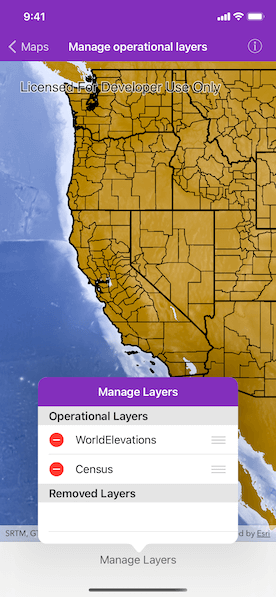 9:41
Maps
Manage operational layers
Licensed For Developer Use Only
Manage Layers
Operational Layers
WorldElevations
Census
Removed Layers
SRTM,
d by Esri
Manage Layers